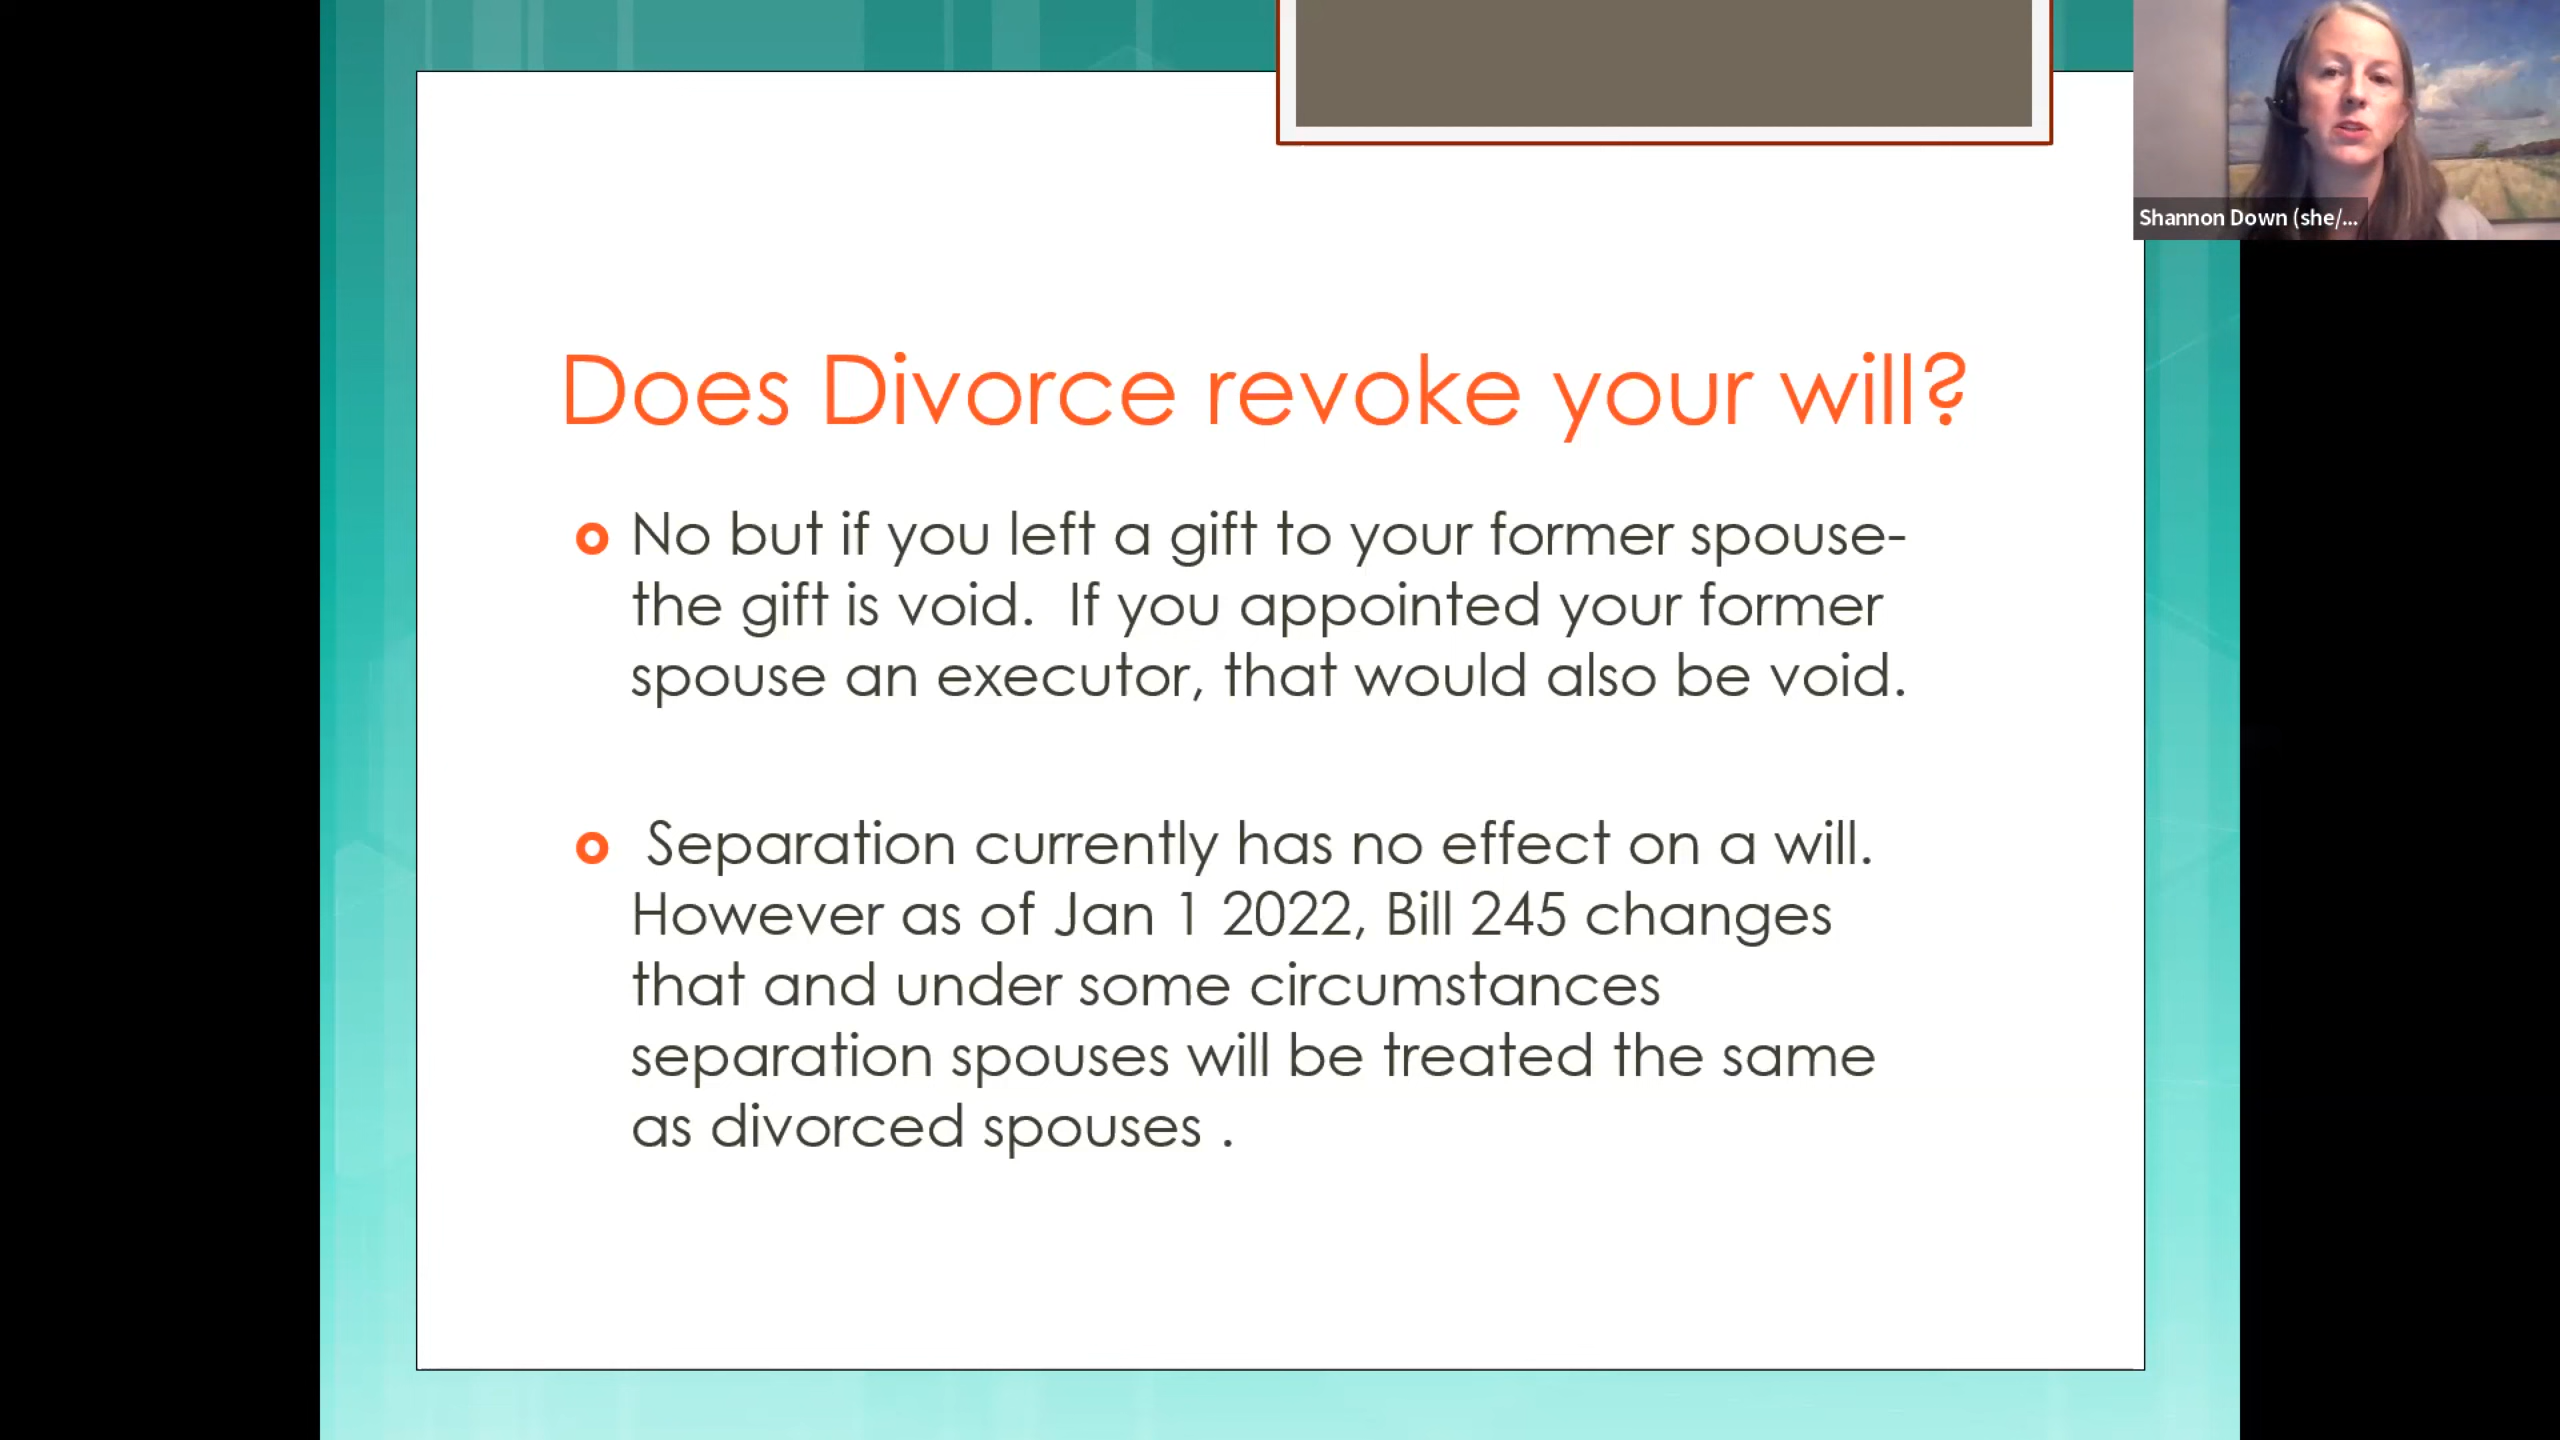 Shannon Down (she/...
Does Divorce revoke your will?
No but if you left a gift to your former spouse-
the gift is void.  If you appointed your former
spouse an executor, that would also be void.
Separation currently has no effect on a will.
However as of Jan 1 2022, Bill 245 changes
that and under some circumstances
separation spouses will be treated the same
as divorced spouses .